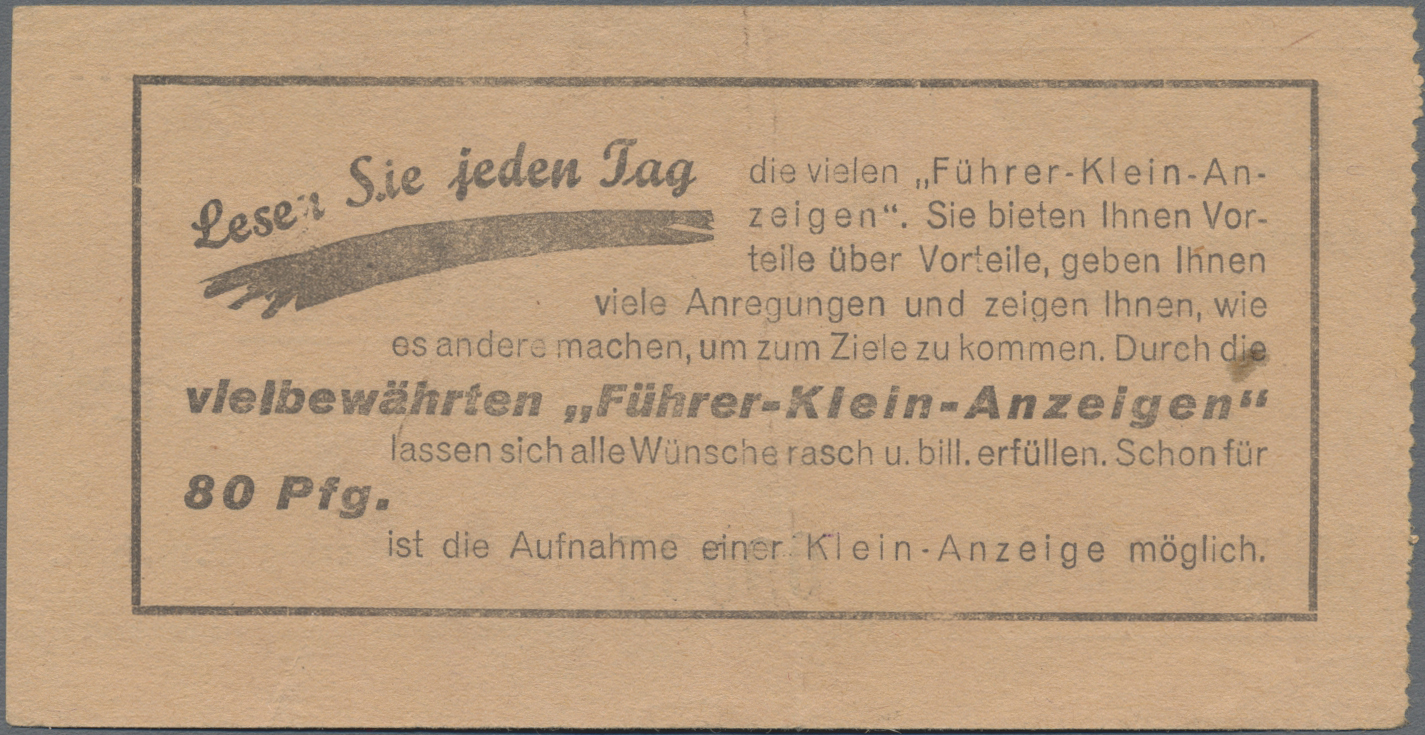 Lesen Sie jeden Tag
die vielen „Führer-Klein-An-
zeigen“. Sie bieten Ihnen Vor-
teile über Vorteile, geben Ihnen
viele Anregungen und zeigen Ihnen, wie
es andere machen, um zum Ziele zu kommen. Durch die
vielbewährten „Führer-Klein-Anzeigen“
lassen sich alle Wünsche rasch u. bill. erfüllen. Schon für
80 Pfg.
ist die Aufnahme einer Klein-Anzeige möglich.